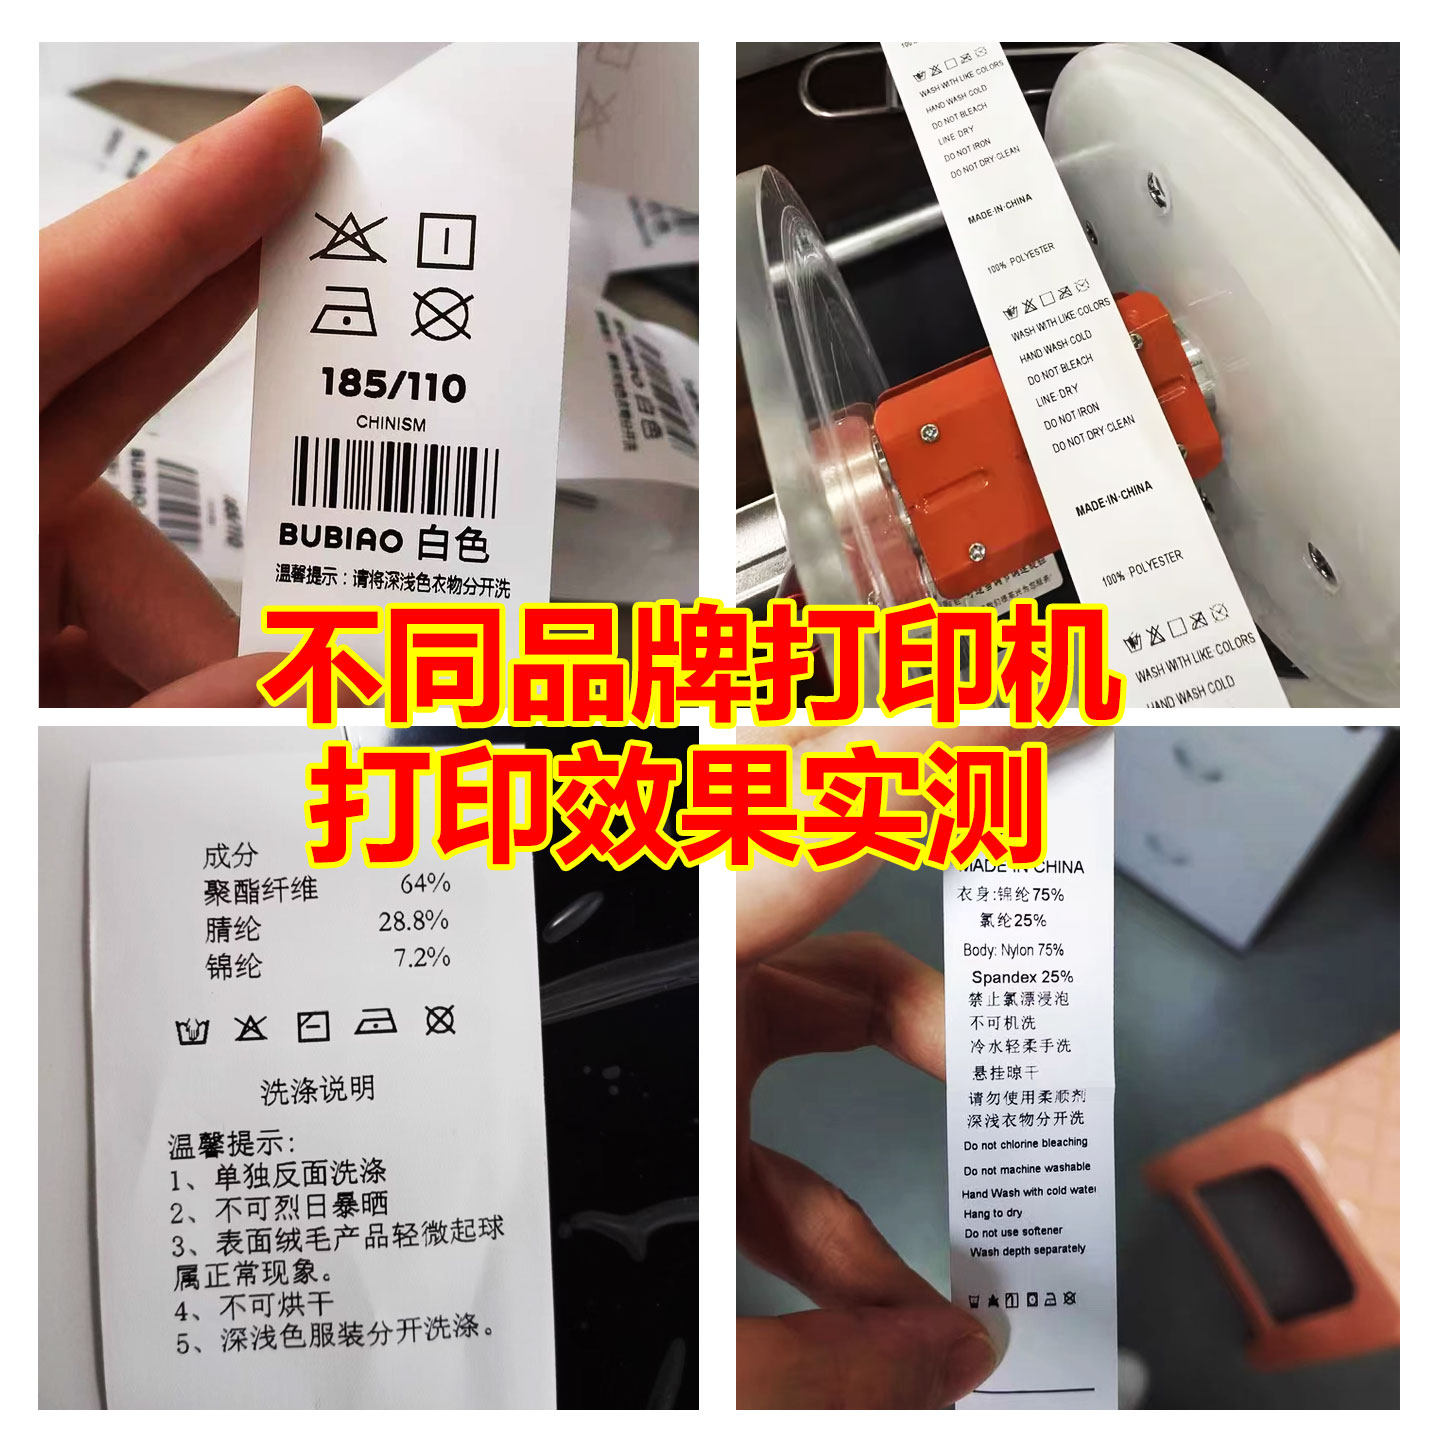 185/110
CHINISM
BUBIAO 白色
温馨提示：请将深浅色衣物分开洗
BUBIAO
185/110
100%
WASH WITH LIKE COLORS
HAND WASH COLD
DO NOT BLEACH
LINE DRY
DO NOT IRON
DO NOT DRY CLEAN
MADE IN CHINA
100% POLYESTER
WASH WITH LIKE COLORS
HAND WASH COLD
DO NOT BLEACH
LINE DRY
DO NOT IRON
DO NOT DRY CLEAN
MADE IN CHINA
100% POLYESTER
WASH WITH LIKE COLORS
HAND WASH COLD
不同品牌打印机
打印效果实测
成分
聚酯纤维 64%
腈纶 28.8%
锦纶 7.2%
洗涤说明
温馨提示:
1、单独反面洗涤
2、不可烈日暴晒
3、表面绒毛产品轻微起球
属正常现象。
4、不可烘干
5、深浅色服装分开洗涤。
MADE IN CHINA
衣身:锦纶75%
氯纶25%
Body: Nylon 75%
Spandex 25%
禁止氯漂浸泡
不可机洗
冷水轻柔手洗
悬挂晾干
请勿使用柔顺剂
深浅衣物分开洗
Do not chlorine bleaching
Do not machine washable
Hand Wash with cold water
Hang to dry
Do not use softener
Wash depth separately